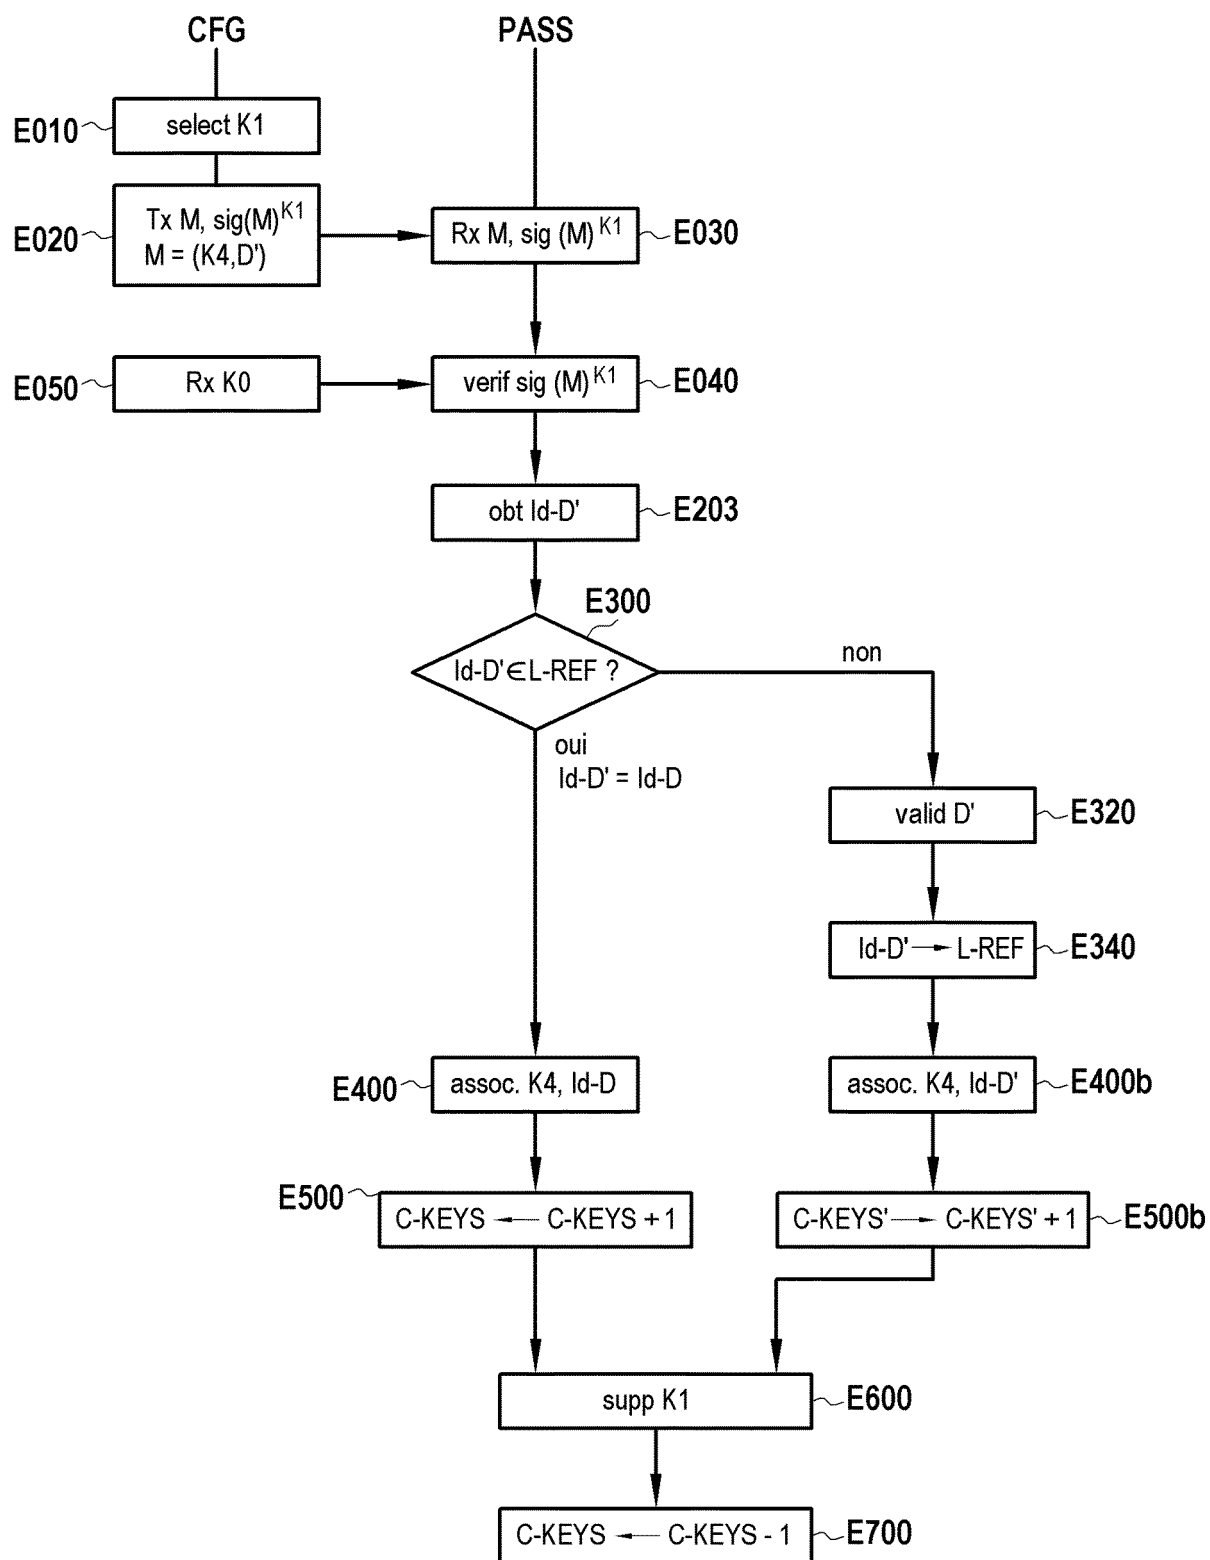 CFG
PASS
E010
select K1
E020
Tx M, sig(M)^K1
M = (K4,D')
Rx M, sig (M)^K1
E030
E050
Rx K0
verif sig (M)^K1
E040
obt Id-D'
E203
E300
Id-D'∈L-REF ?
non
oui
Id-D' = Id-D
valid D'
E320
Id-D' → L-REF
E340
E400
assoc. K4, Id-D
assoc. K4, Id-D'
E400b
E500
C-KEYS ← C-KEYS + 1
C-KEYS' → C-KEYS' + 1
E500b
supp K1
E600
C-KEYS ← C-KEYS - 1
E700